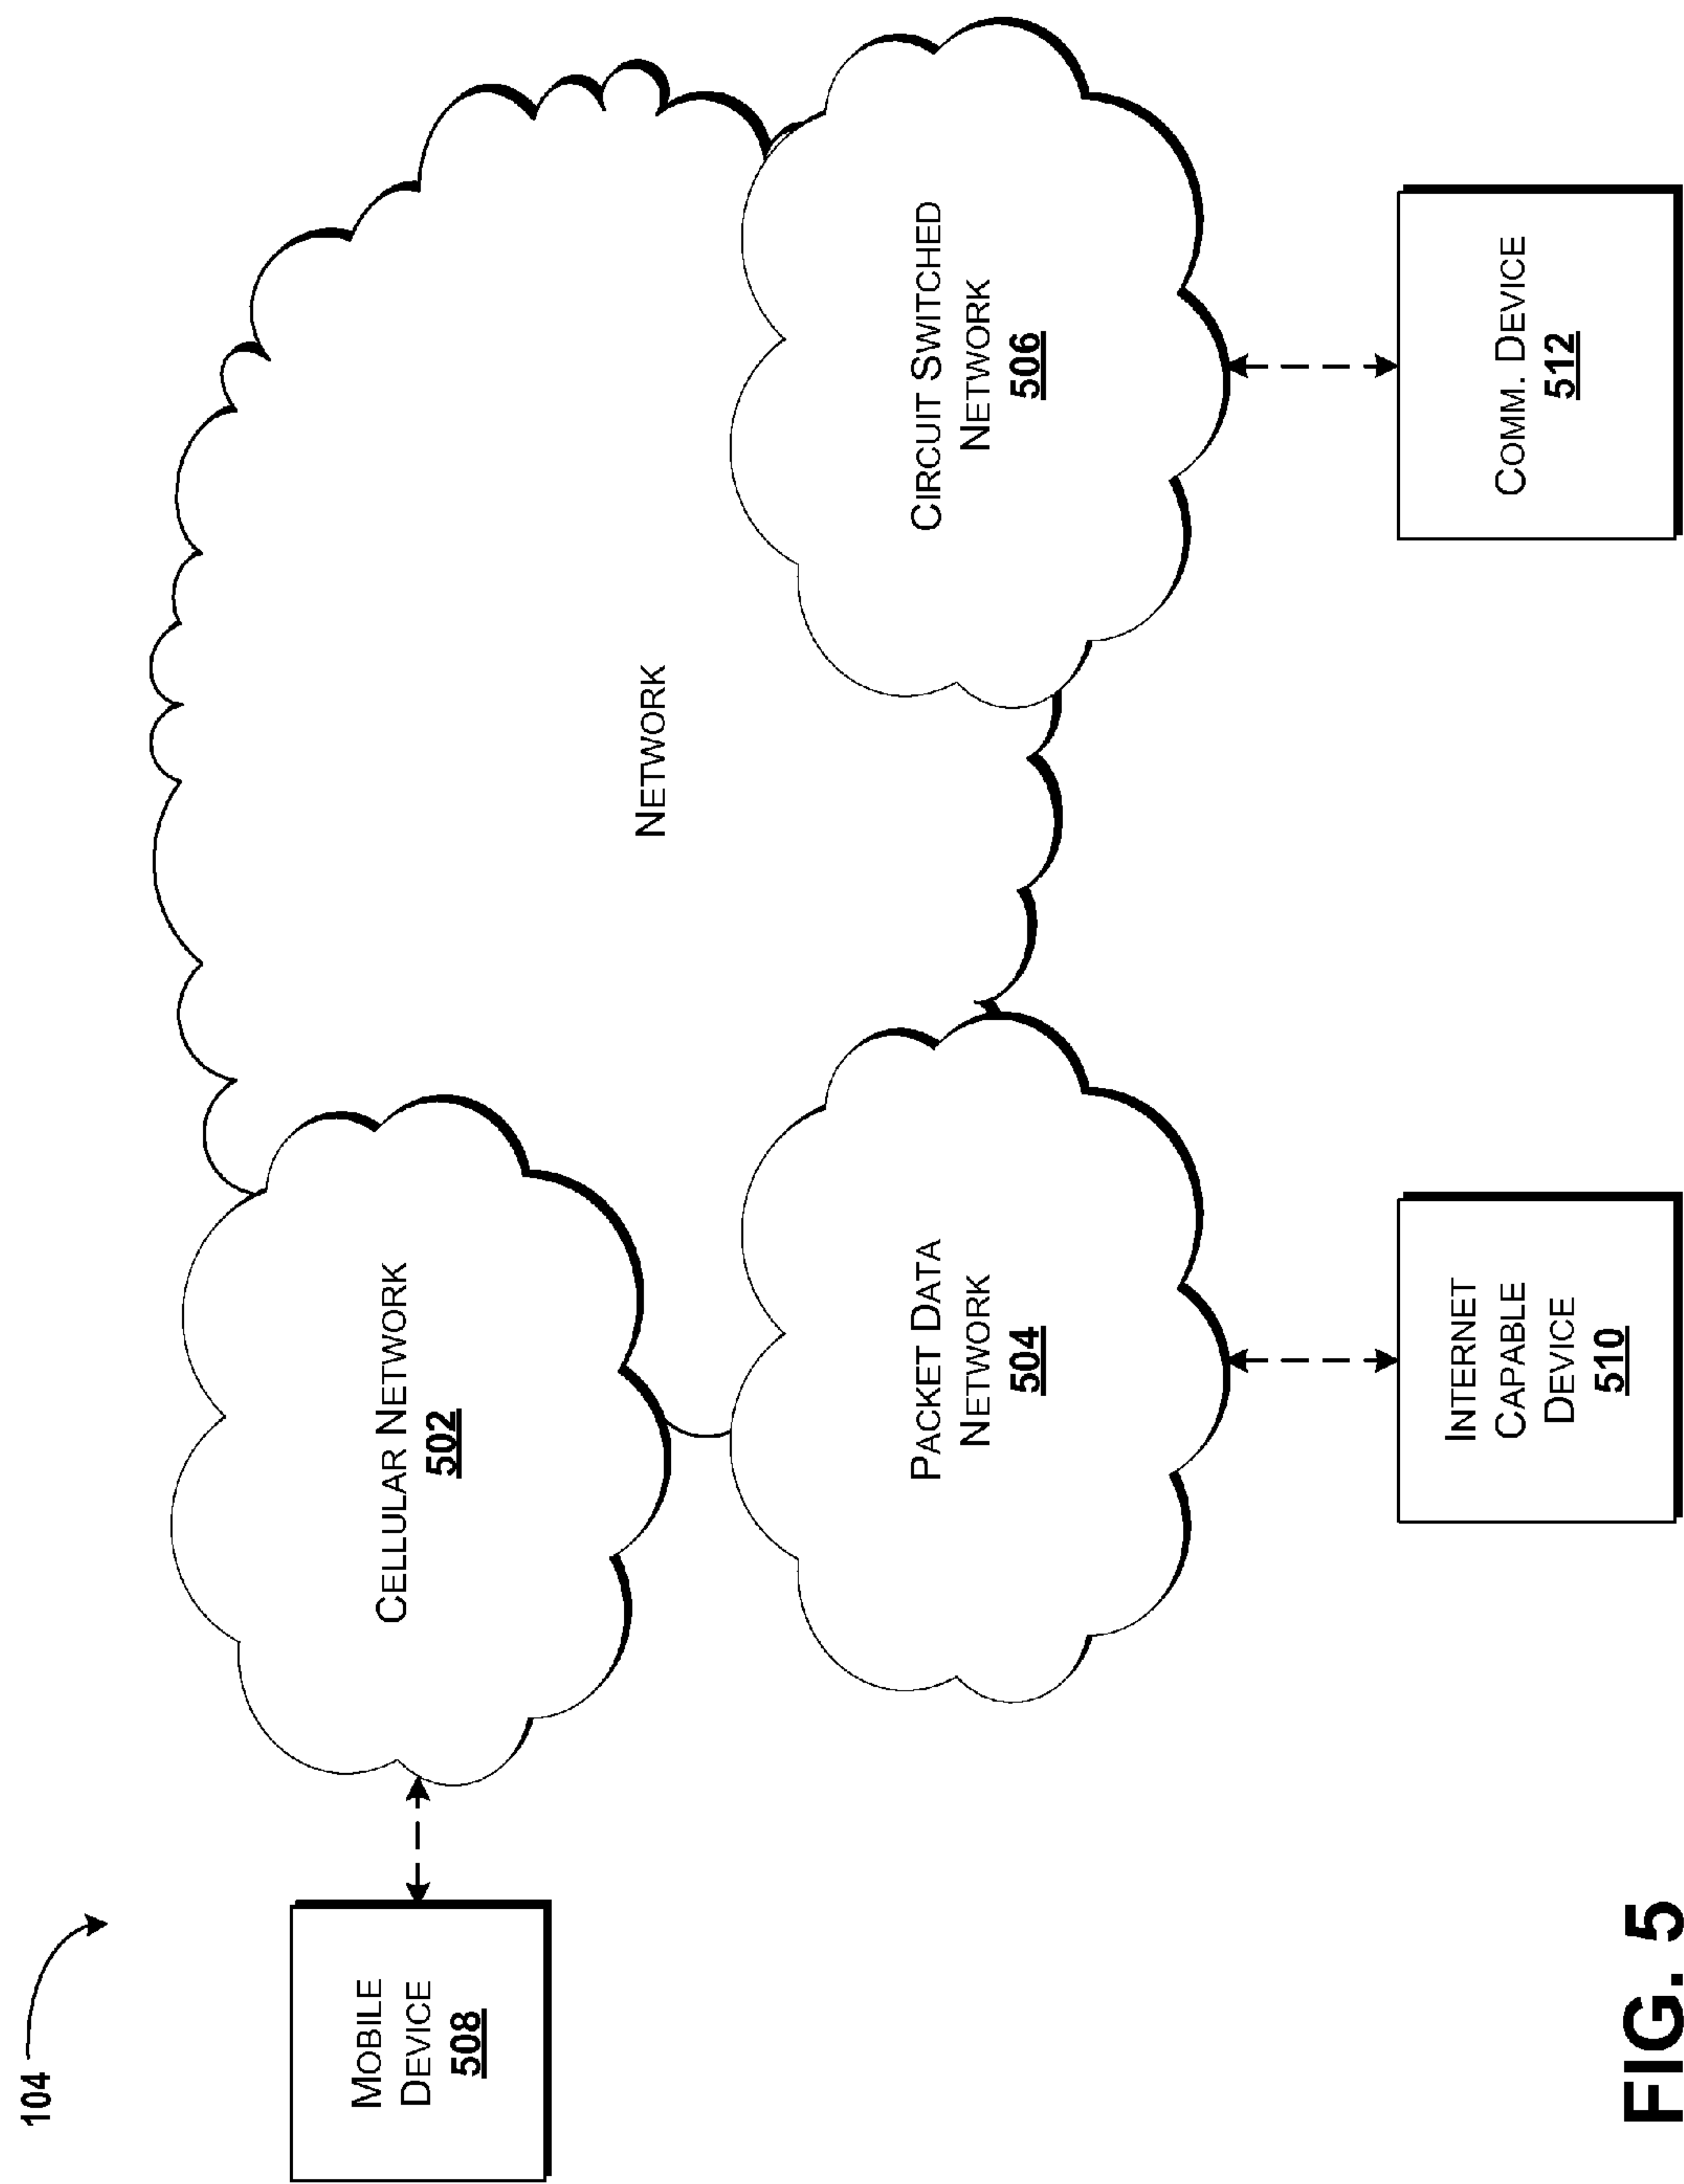 104
MOBILE
DEVICE
508
CELLULAR NETWORK
502
NETWORK
PACKET DATA
NETWORK
504
CIRCUIT SWITCHED
NETWORK
506
INTERNET
CAPABLE
DEVICE
510
COMM. DEVICE
512
FIG. 5